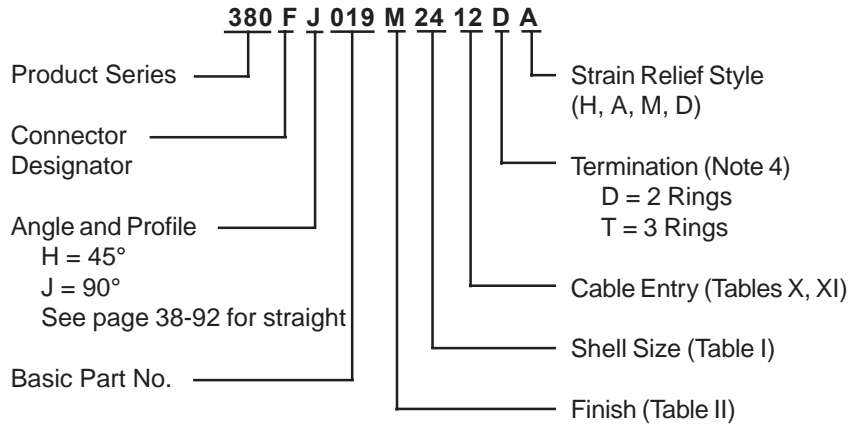 380 F J 019 M 24 12 D A
Product Series
Connector
Designator
Angle and Profile
H = 45°
J = 90°
See page 38-92 for straight
Basic Part No.
Strain Relief Style
(H, A, M, D)
Termination (Note 4)
D = 2 Rings
T = 3 Rings
Cable Entry (Tables X, XI)
Shell Size (Table I)
Finish (Table II)